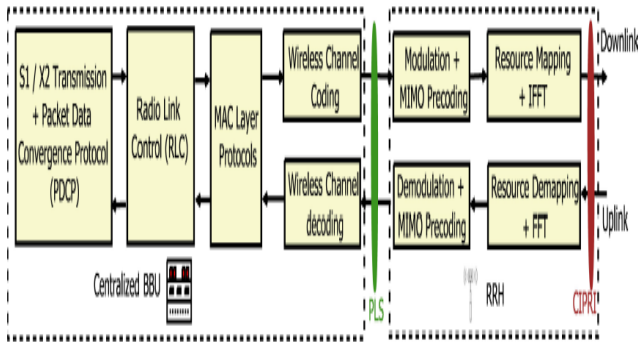 S1 / X2 Transmission
+ Packet Data
Convergence Protocol
(PDCP)
Radio Link
Control (RLC)
MAC Layer
Protocols
Wireless Channel
Coding
Wireless Channel
decoding
Centralized BBU
PLS
Modulation +
MIMO Precoding
Resource Mapping
+ IFFT
Demodulation +
MIMO Precoding
Resource Demapping
+ FFT
RRH
CIPRI
Downlink
Uplink